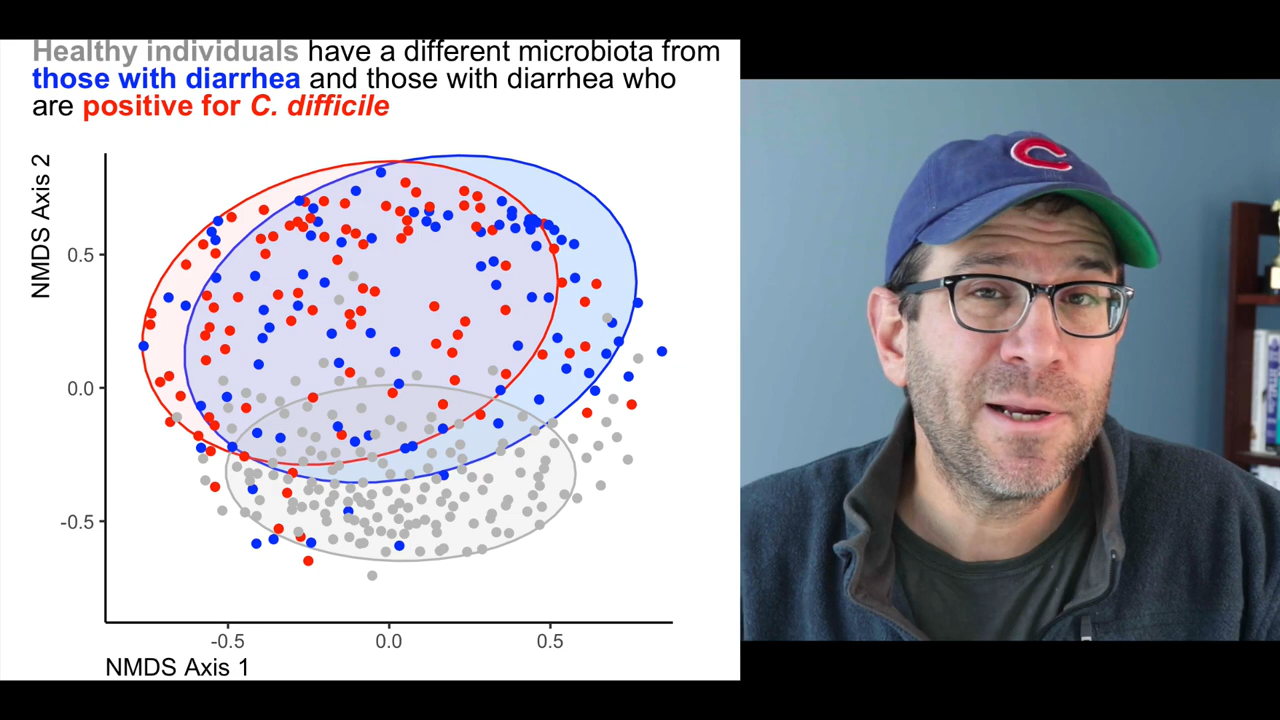 Healthy individuals have a different microbiota from
those with diarrhea and those with diarrhea who
are positive for C. difficile
NMDS Axis 2
0.5
0.0
-0.5
-0.5
0.0
0.5
NMDS Axis 1
C